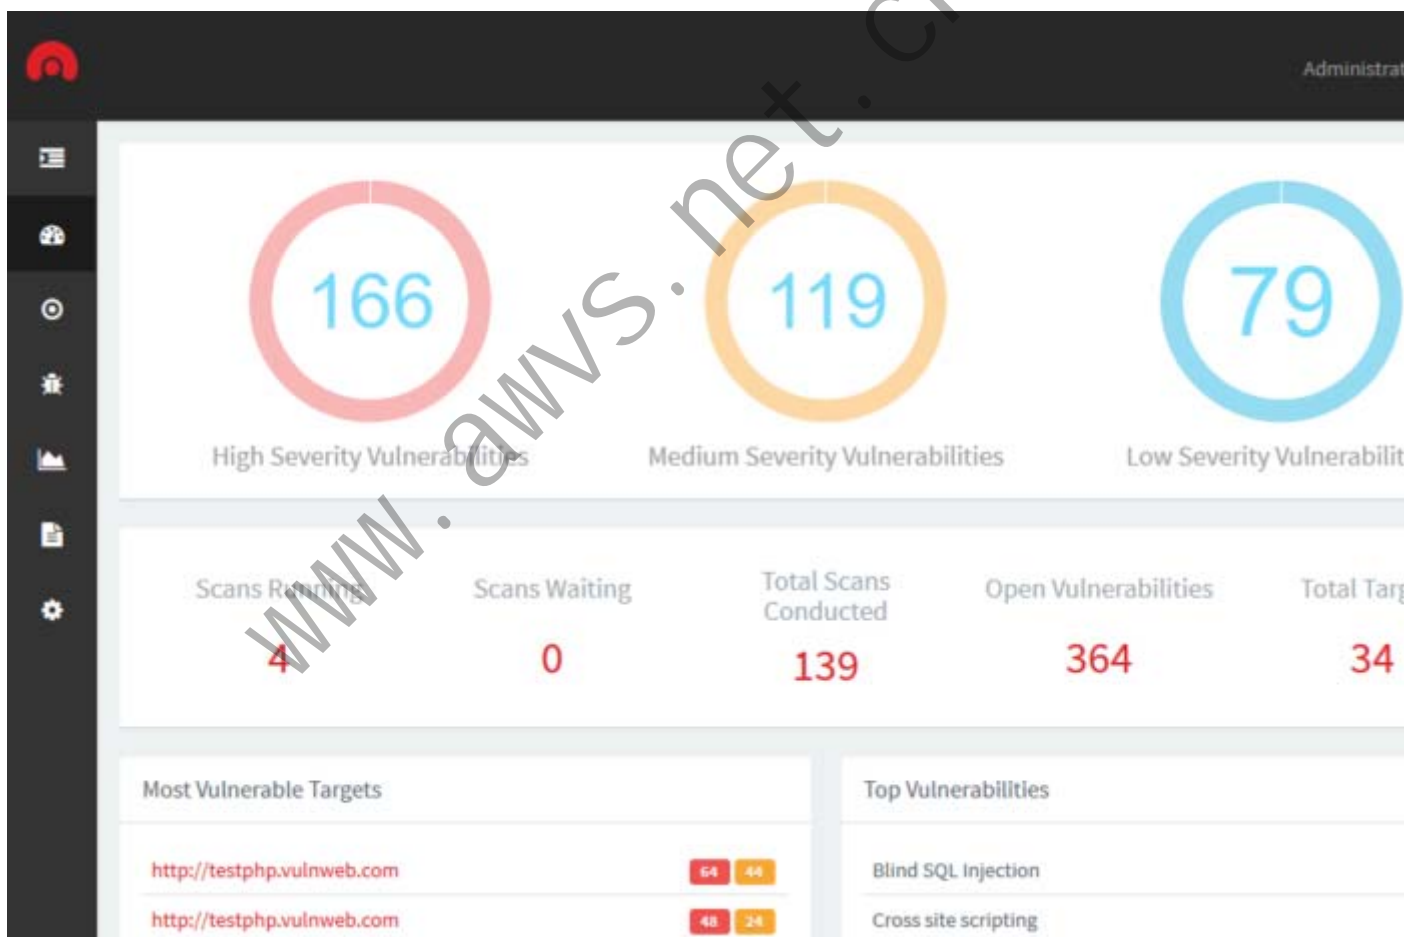 Administrat
166
119
79
High Severity Vulnerabilities
Medium Severity Vulnerabilities
Low Severity Vulnerabilit
Scans Running
Scans Waiting
Total Scans
Conducted
Open Vulnerabilities
Total Targ
4
0
139
364
34
Most Vulnerable Targets
Top Vulnerabilities
http://testphp.vulnweb.com 64 44
Blind SQL Injection
http://testphp.vulnweb.com 48 24
Cross site scripting
www.awvs.net.cn